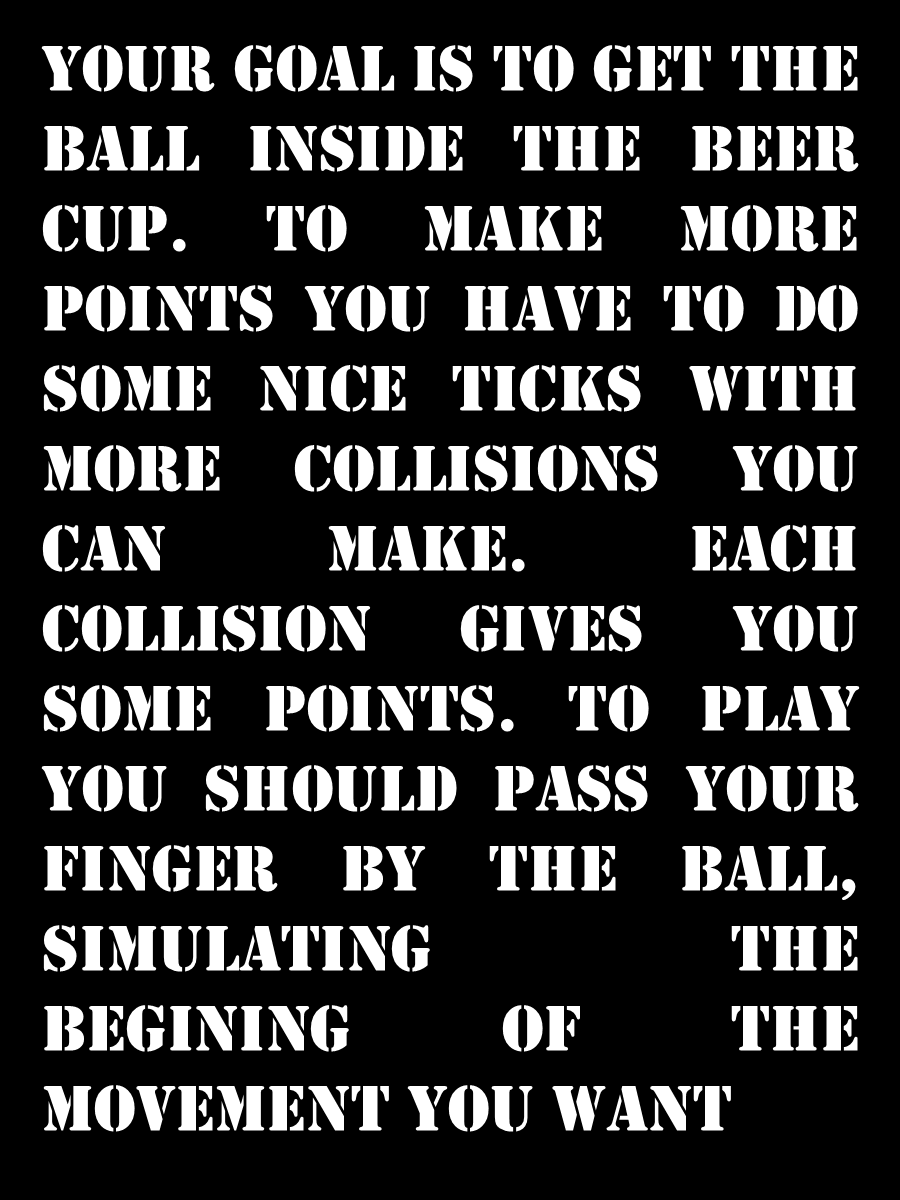 YOUR GOAL IS TO GET THE
BALL INSIDE THE BEER
CUP. TO MAKE MORE
POINTS YOU HAVE TO DO
SOME NICE TICKS WITH
MORE COLLISIONS YOU
CAN MAKE. EACH
COLLISION GIVES YOU
SOME POINTS. TO PLAY
YOU SHOULD PASS YOUR
FINGER BY THE BALL,
SIMULATING THE
BEGINING OF THE
MOVEMENT YOU WANT